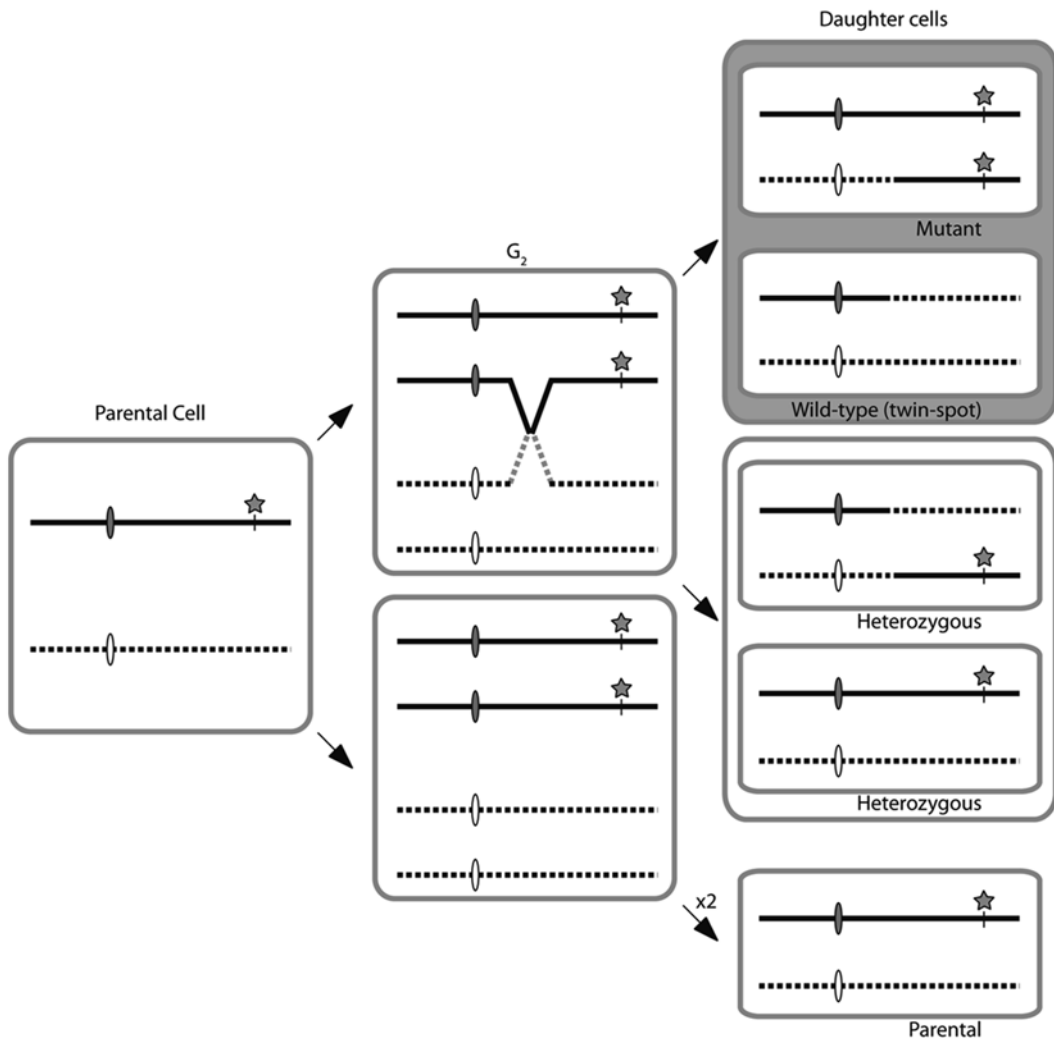 Daughter cells
Mutant
G₂
Wild-type (twin-spot)
Parental Cell
Heterozygous
Heterozygous
x2
Parental